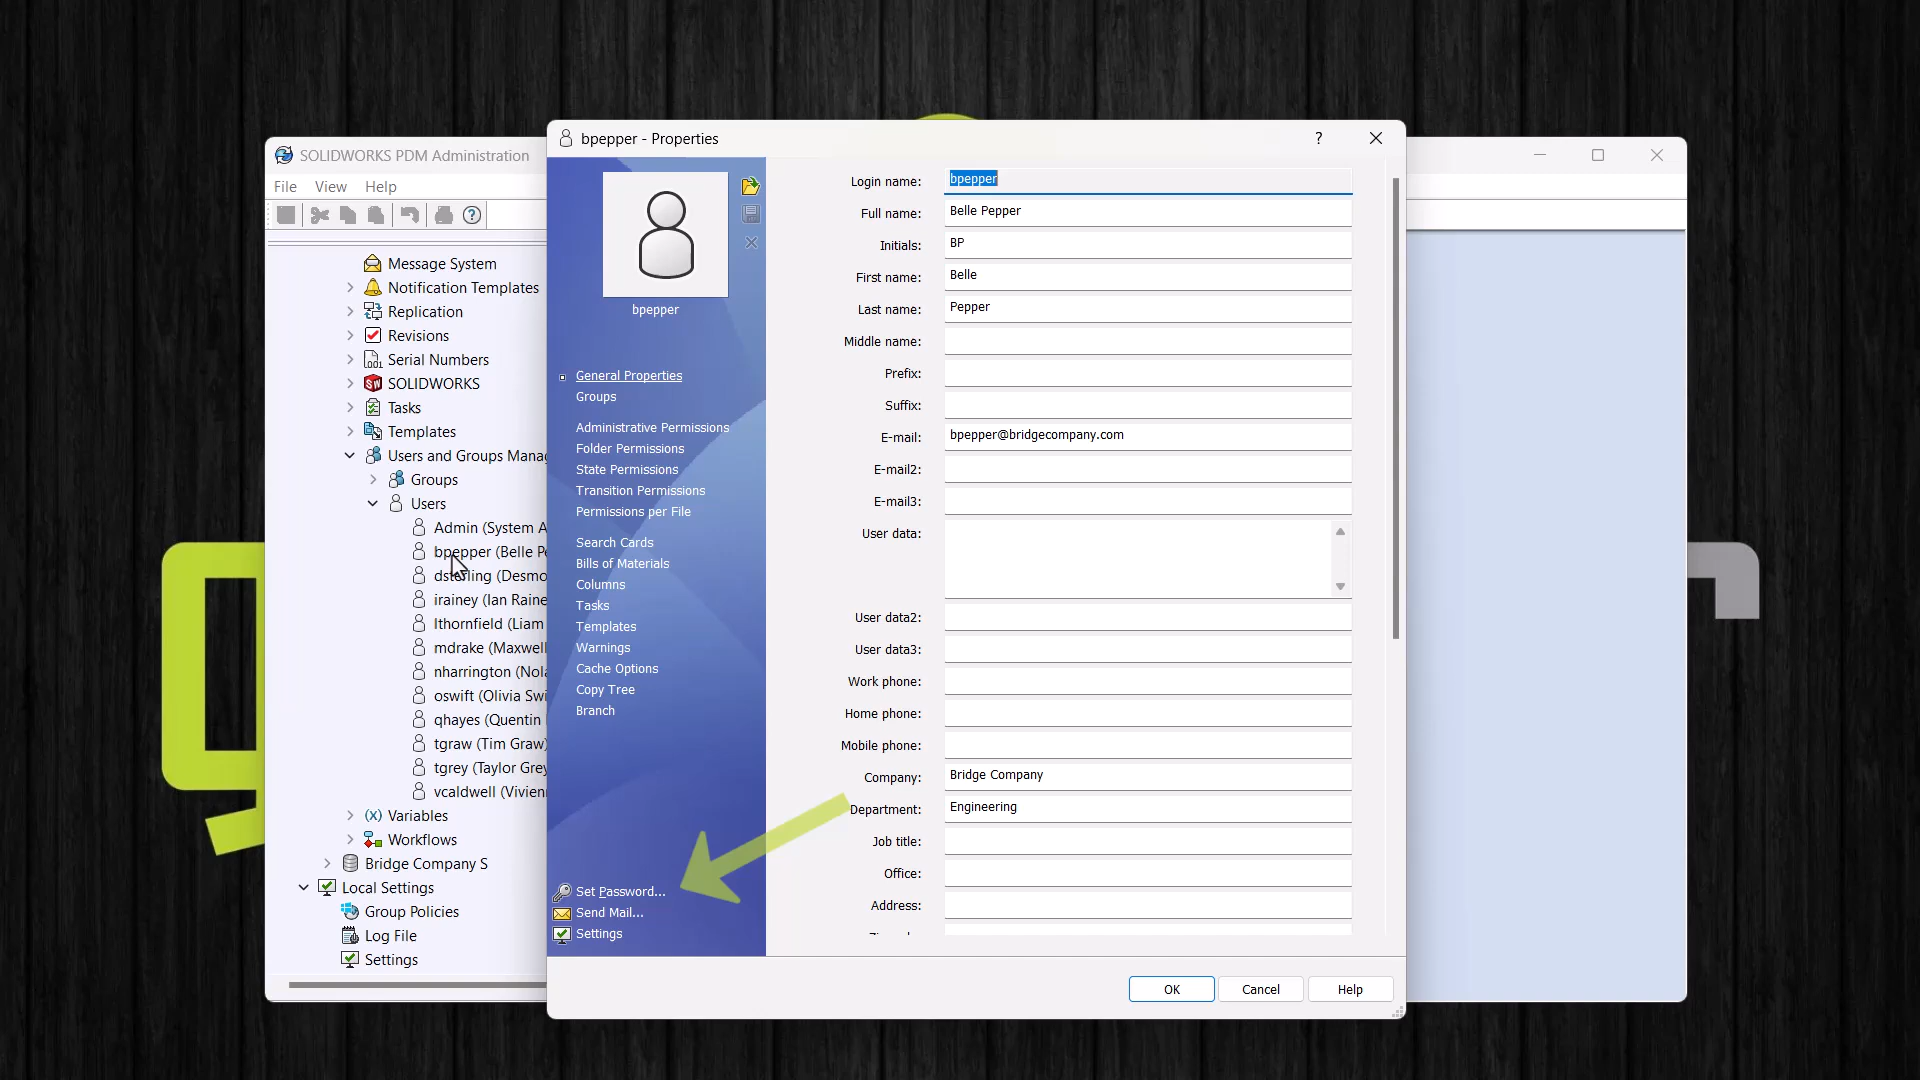 SOLIDWORKS PDM Administration
File View Help
Message System
Notification Templates
Replication
Revisions
Serial Numbers
SOLIDWORKS
Tasks
Templates
Users and Groups Manag
Groups
Users
Admin (System A
bpepper (Belle Pe
dsterling (Desmo
irainey (Ian Raine
lthornfield (Liam
mdrake (Maxwell
nharrington (Nola
oswift (Olivia Swi
qhayes (Quentin
tgraw (Tim Graw)
tgrey (Taylor Grey
vcaldwell (Vivien
Variables
Workflows
Bridge Company S
Local Settings
Group Policies
Log File
Settings
bpepper - Properties
bpepper
General Properties
Groups
Administrative Permissions
Folder Permissions
State Permissions
Transition Permissions
Permissions per File
Search Cards
Bills of Materials
Columns
Tasks
Templates
Warnings
Cache Options
Copy Tree
Branch
Set Password...
Send Mail...
Settings
Login name: bpepper
Full name: Belle Pepper
Initials: BP
First name: Belle
Last name: Pepper
Middle name:
Prefix:
Suffix:
E-mail: bpepper@bridgecompany.com
E-mail2:
E-mail3:
User data:
User data2:
User data3:
Work phone:
Home phone:
Mobile phone:
Company: Bridge Company
Department: Engineering
Job title:
Office:
Address:
OK Cancel Help